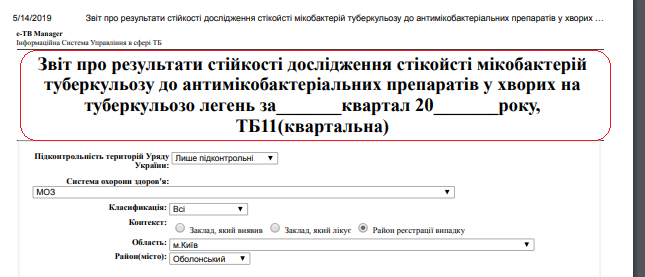 5/14/2019 Звіт про результати стійкості дослідження стікойсті мікобактерій туберкульозу до антимікобактеріальних препаратів у хворих ...
e-TB Manager
Інформаційна Система Управління в сфері ТБ
Звіт про результати стійкості дослідження стікойсті мікобактерій
туберкульозу до антимікобактеріальних препаратів у хворих на
туберкульозо легень за_______квартал 20_______року,
ТБ11(квартальна)
Підконтрольність територій Уряду Лише підконтрольні
України:
Система охорони здоров'я:
МОЗ
Класифікація: Всі
Контекст:
Заклад, який виявив Заклад, який лікує Район реєстрації випадку
Область: м.Київ
Район(місто): Оболонський